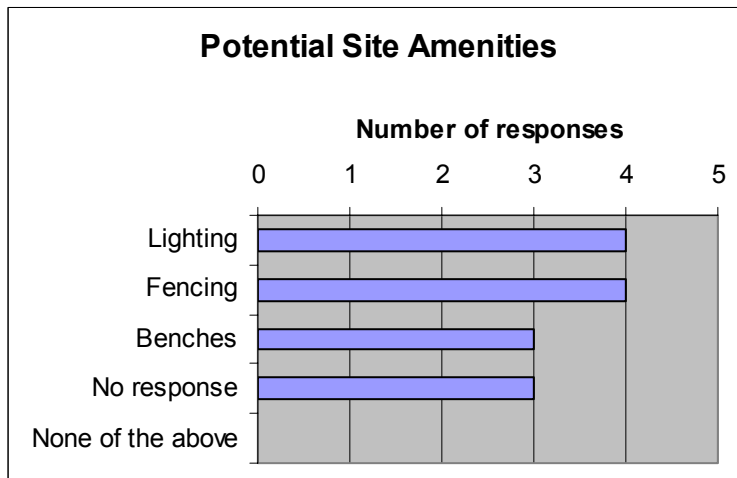 Potential Site Amenities
Number of responses
0 1 2 3 4 5
Lighting
Fencing
Benches
No response
None of the above